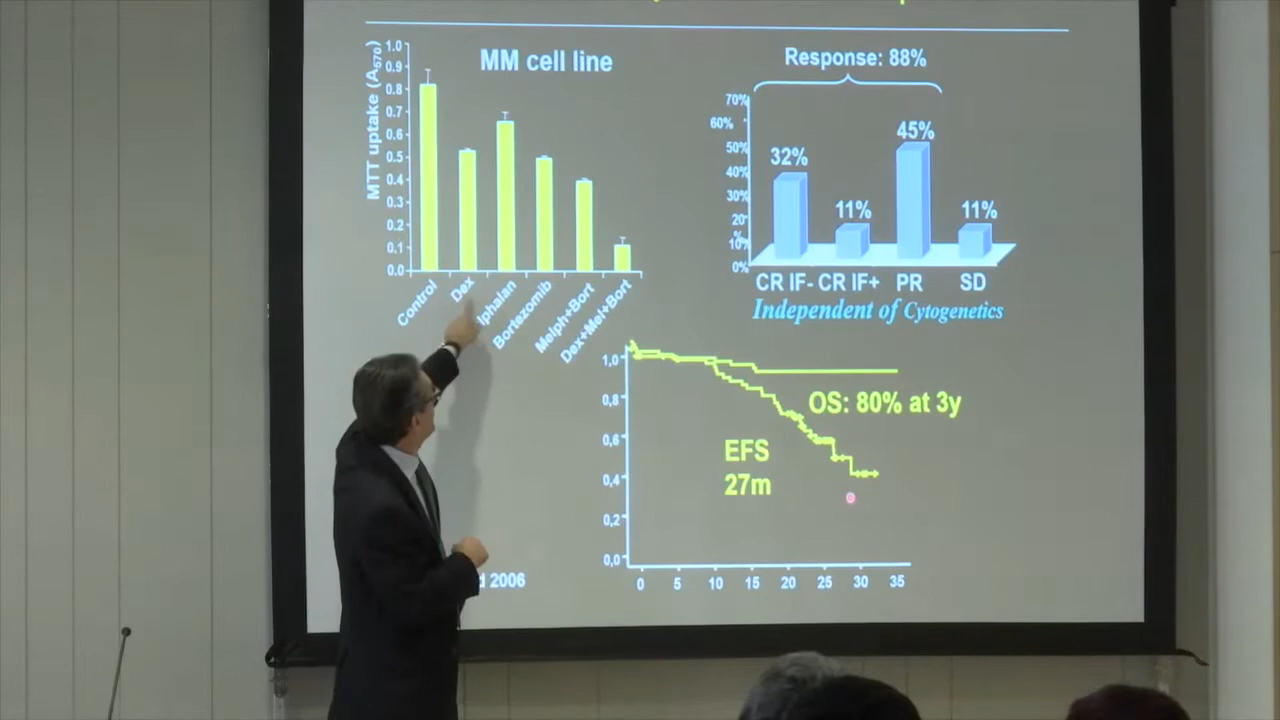 MM cell line
MTT uptake (A570)
1.0
0.9
0.8
0.7
0.6
0.5
0.4
0.3
0.2
0.1
0.0
Control
Dex
lphalan
Bortezomib
Melph+Bort
Dex+Mel+Bort
Response: 88%
70%
60%
50%
40%
30%
20
%
10%
0%
32%
11%
45%
11%
CR IF- CR IF+ PR SD
Independent of Cytogenetics
1,0
0,8
0,6
0,4
0,2
0,0
OS: 80% at 3y
EFS
27m
0 5 10 15 20 25 30 35
2006